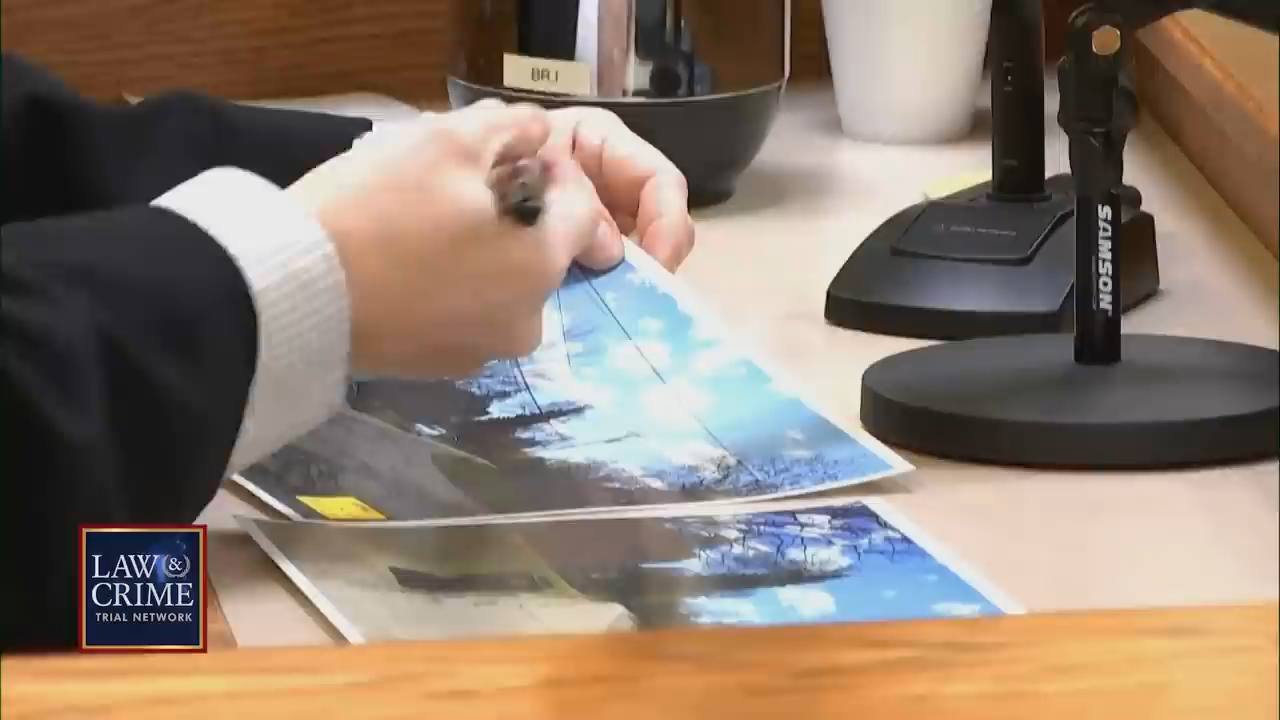 BRJ
SAMSON
LAW &
CRIME
TRIAL NETWORK